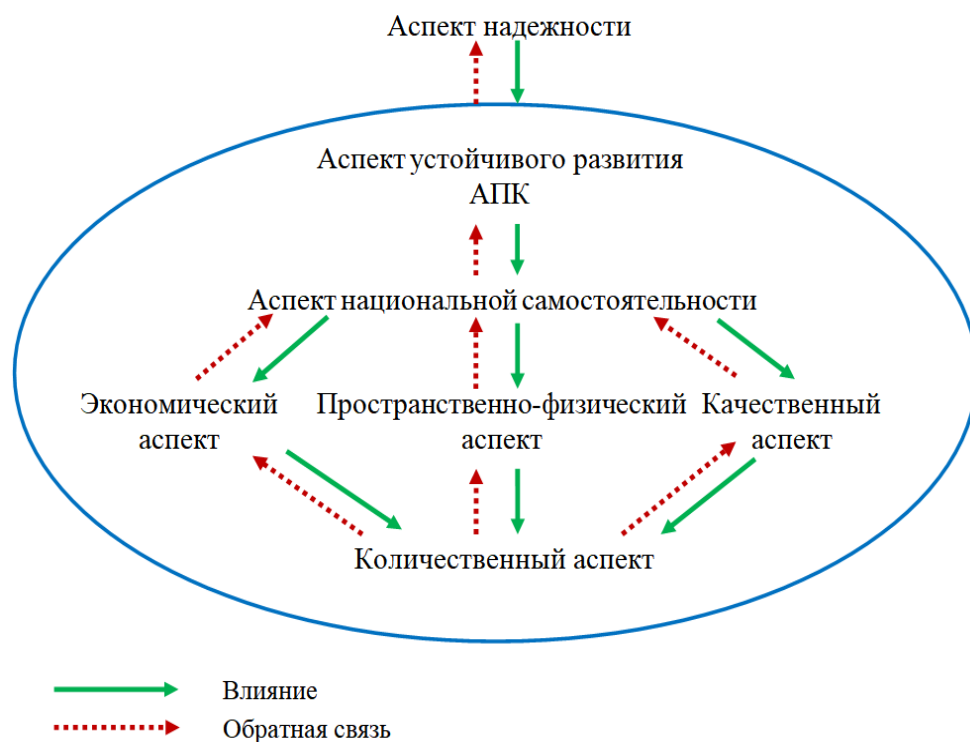 Аспект надежности
Аспект устойчивого развития
АПК
Аспект национальной самостоятельности
Экономический
аспект
Пространственно-физический
аспект
Качественный
аспект
Количественный аспект
Влияние
Обратная связь